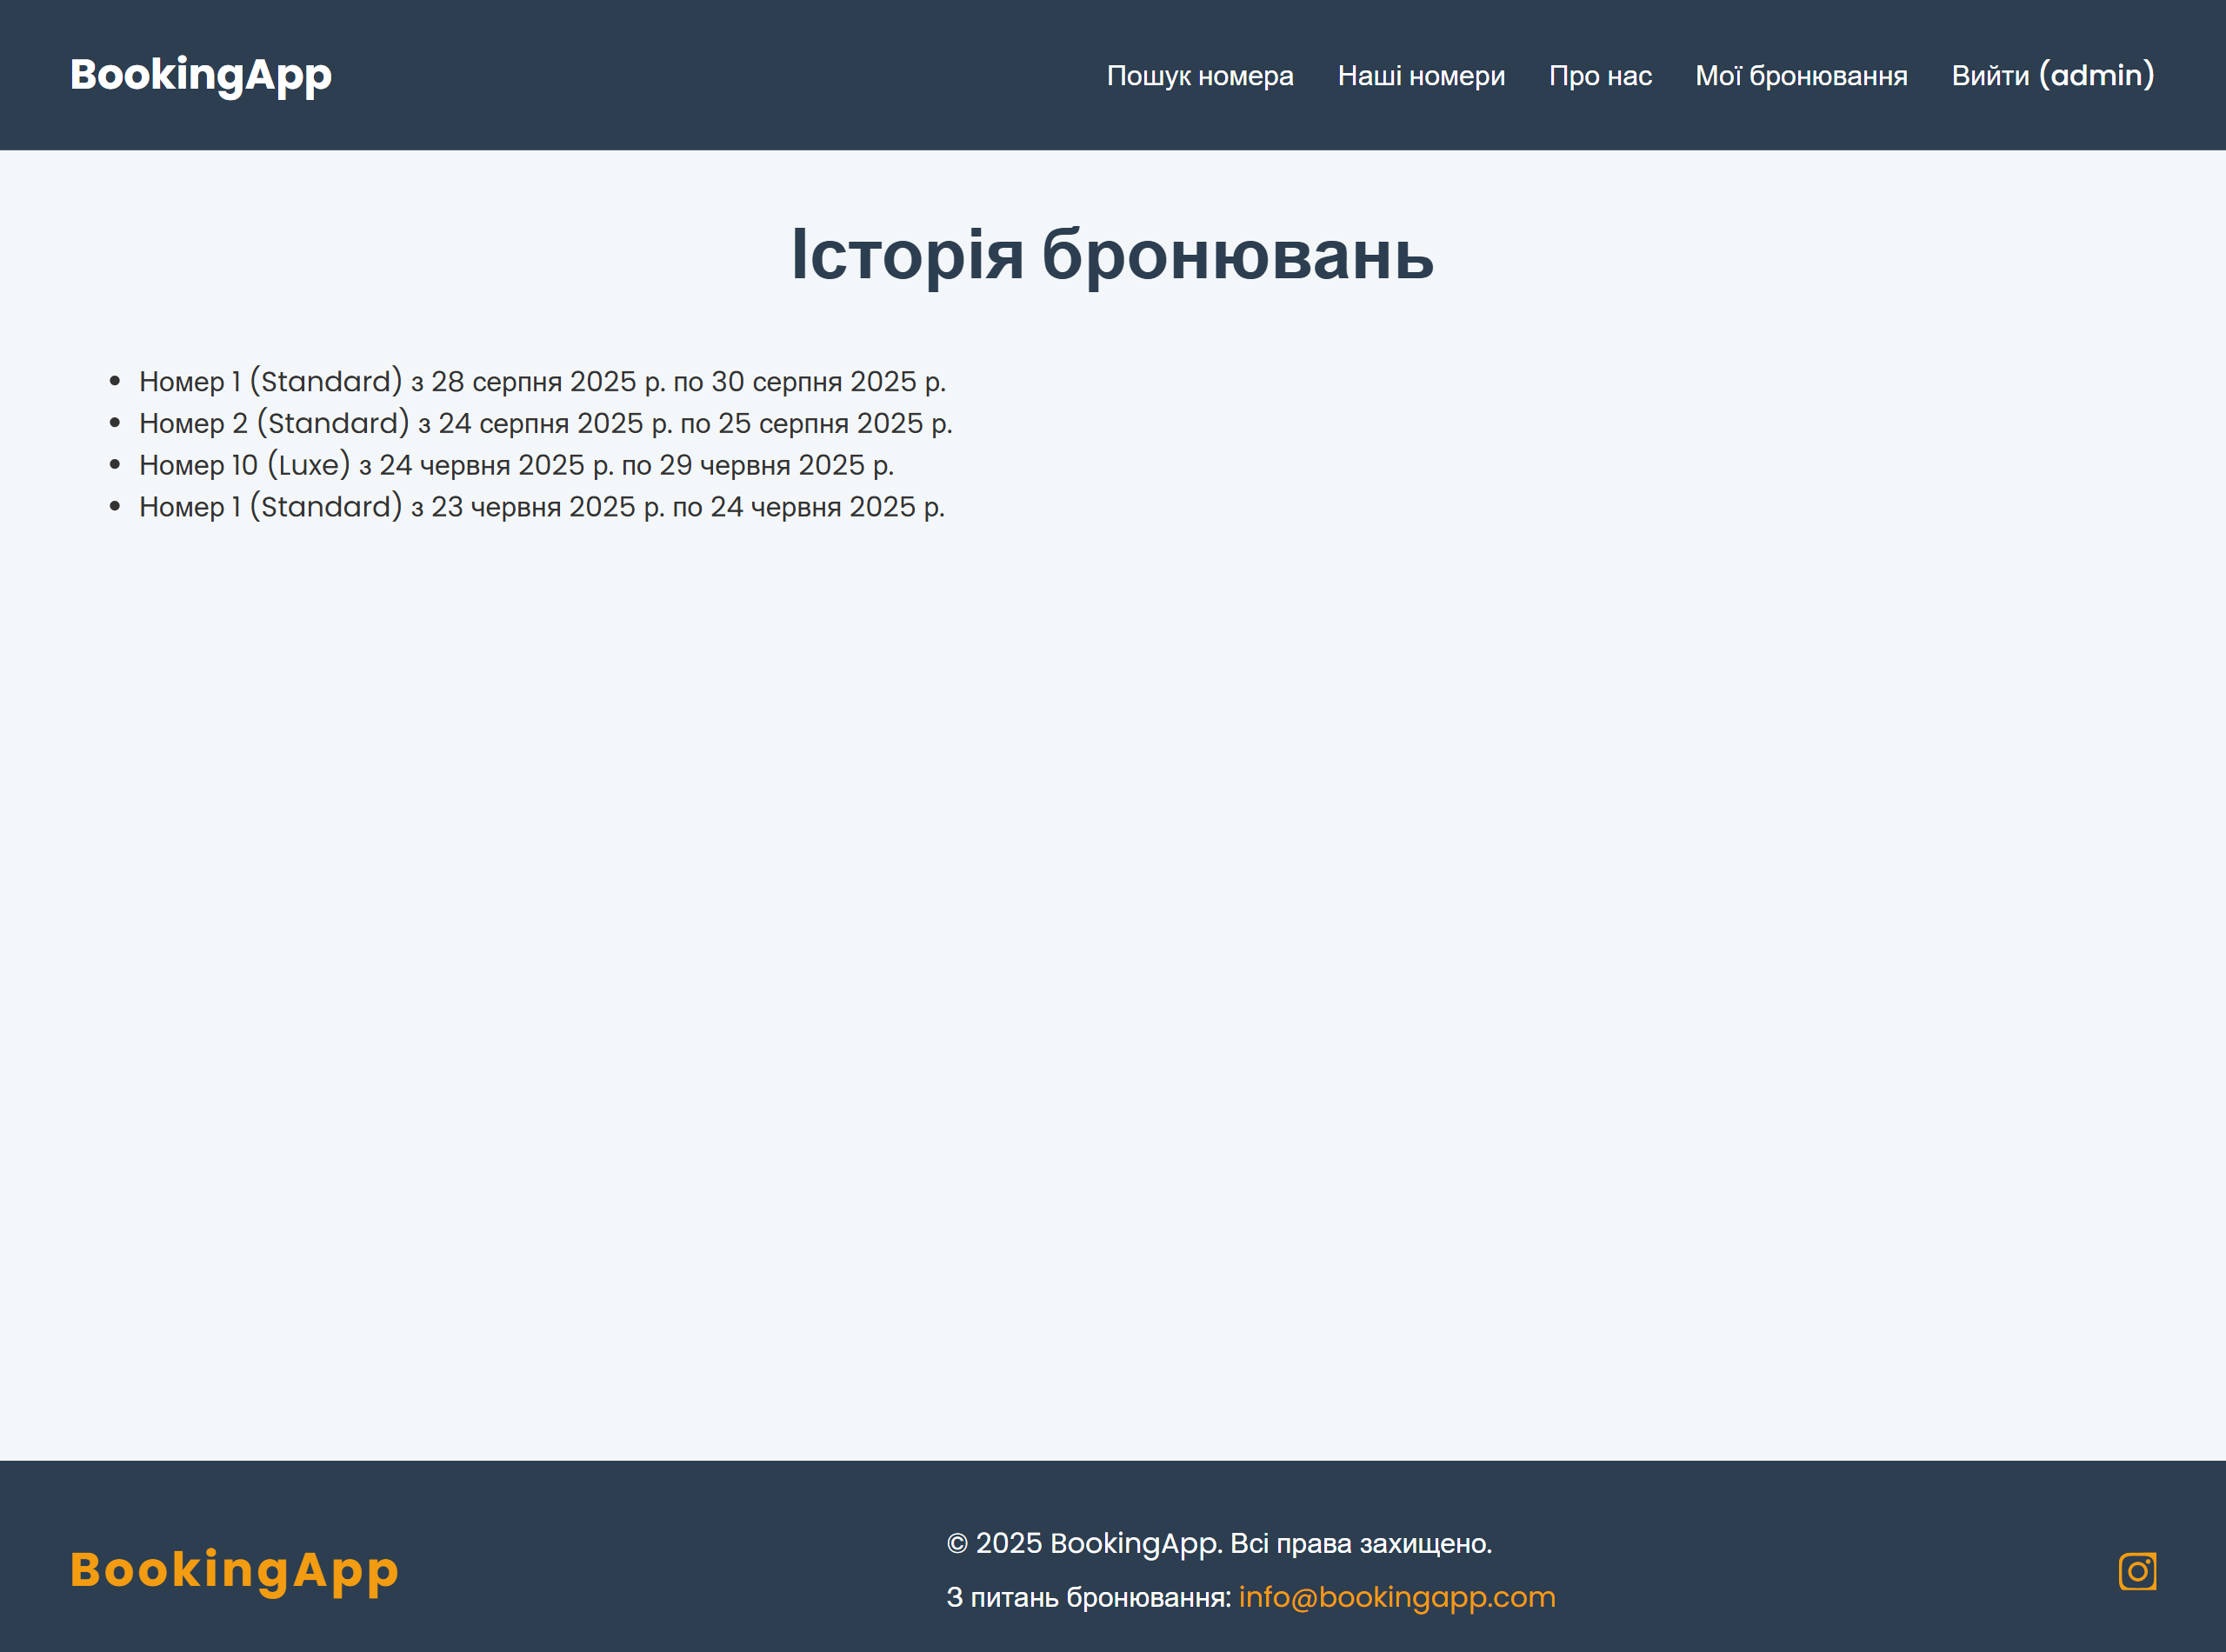 BookingApp
Пошук номера Наші номери Про нас Мої бронювання Вийти (admin)
Історія бронювань
• Номер 1 (Standard) з 28 серпня 2025 р. по 30 серпня 2025 р.
• Номер 2 (Standard) з 24 серпня 2025 р. по 25 серпня 2025 р.
• Номер 10 (Luxe) з 24 червня 2025 р. по 29 червня 2025 р.
• Номер 1 (Standard) з 23 червня 2025 р. по 24 червня 2025 р.
BookingApp
© 2025 BookingApp. Всі права захищено.
З питань бронювання: info@bookingapp.com